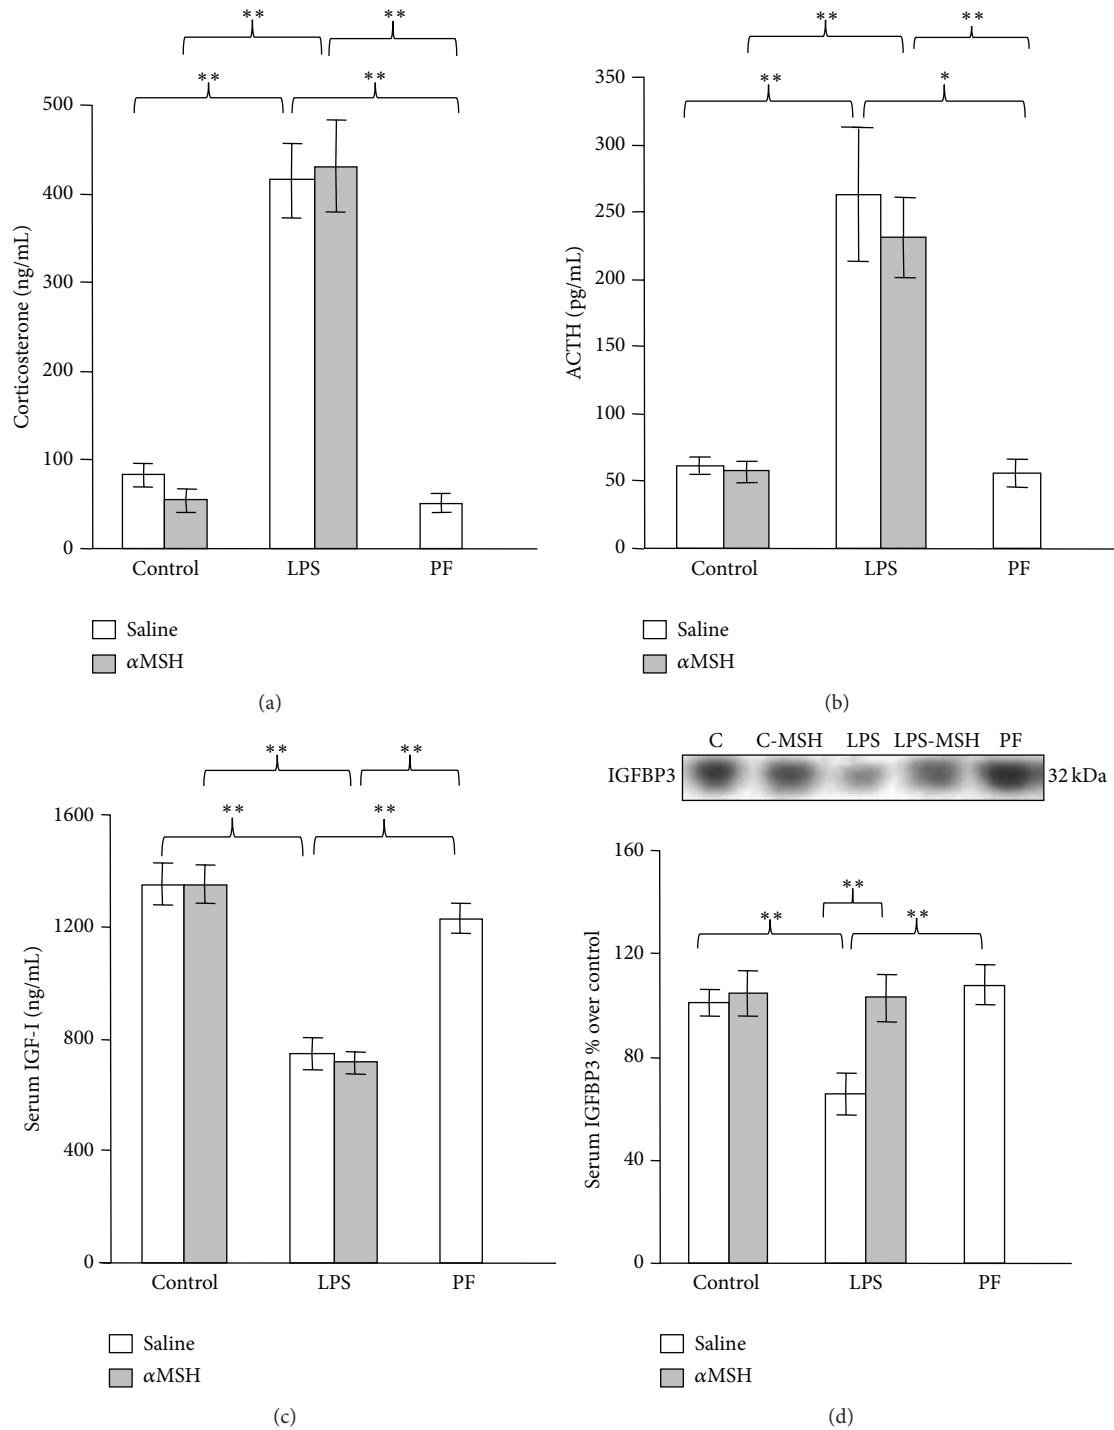 ** **
** **
500
400
300
200
100
0
Corticosterone (ng/mL)
Control LPS PF
Saline
αMSH
(a)
** **
** *
350
300
250
200
150
100
50
0
ACTH (pg/mL)
Control LPS PF
Saline
αMSH
(b)
** **
** **
1600
1200
800
400
0
Serum IGF-I (ng/mL)
Control LPS PF
Saline
αMSH
(c)
C C-MSH LPS LPS-MSH PF
IGFBP3 32 kDa
**
** **
160
120
80
40
0
Serum IGFBP3 % over control
Control LPS PF
Saline
αMSH
(d)